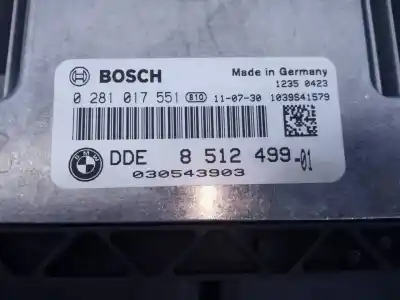 BOSCH
Made in Germany
1235 0423
0 281 017 551 B10 11-07-30 1039S41579
DDE 8 512 499-01
030543903